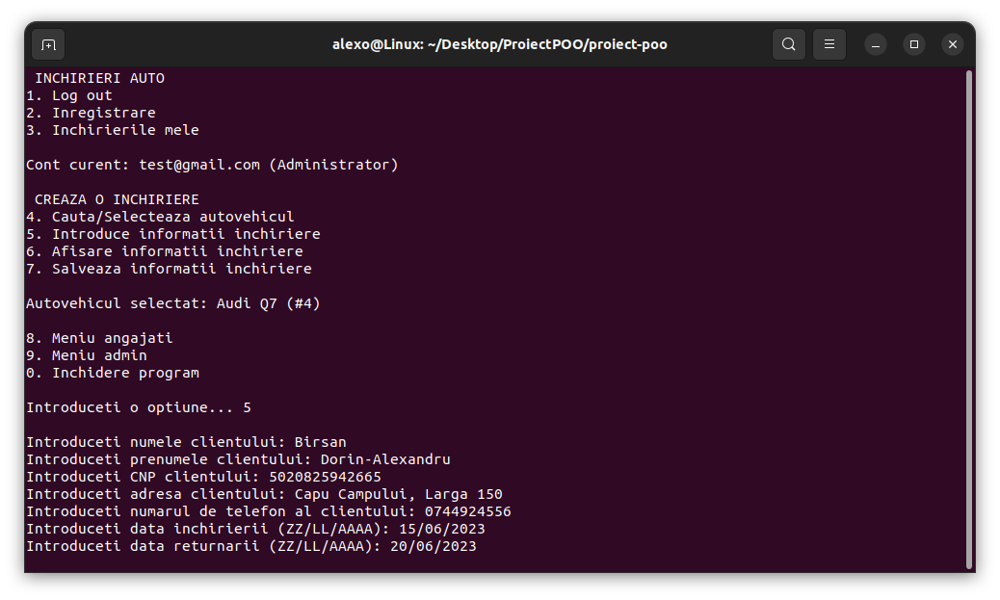 alexo@Linux: ~/Desktop/ProiectPOO/proiect-poo
INCHIRIERI AUTO
1. Log out
2. Inregistrare
3. Inchirierile mele
Cont curent: test@gmail.com (Administrator)
CREAZA O INCHIRIERE
4. Cauta/Selecteaza autovehicul
5. Introduce informatii inchiriere
6. Afisare informatii inchiriere
7. Salveaza informatii inchiriere
Autovehicul selectat: Audi Q7 (#4)
8. Meniu angajati
9. Meniu admin
0. Inchidere program
Introduceti o optiune... 5
Introduceti numele clientului: Birsan
Introduceti prenumele clientului: Dorin-Alexandru
Introduceti CNP clientului: 5020825942665
Introduceti adresa clientului: Capu Campului, Larga 150
Introduceti numarul de telefon al clientului: 0744924556
Introduceti data inchirierii (ZZ/LL/AAAA): 15/06/2023
Introduceti data returnarii (ZZ/LL/AAAA): 20/06/2023